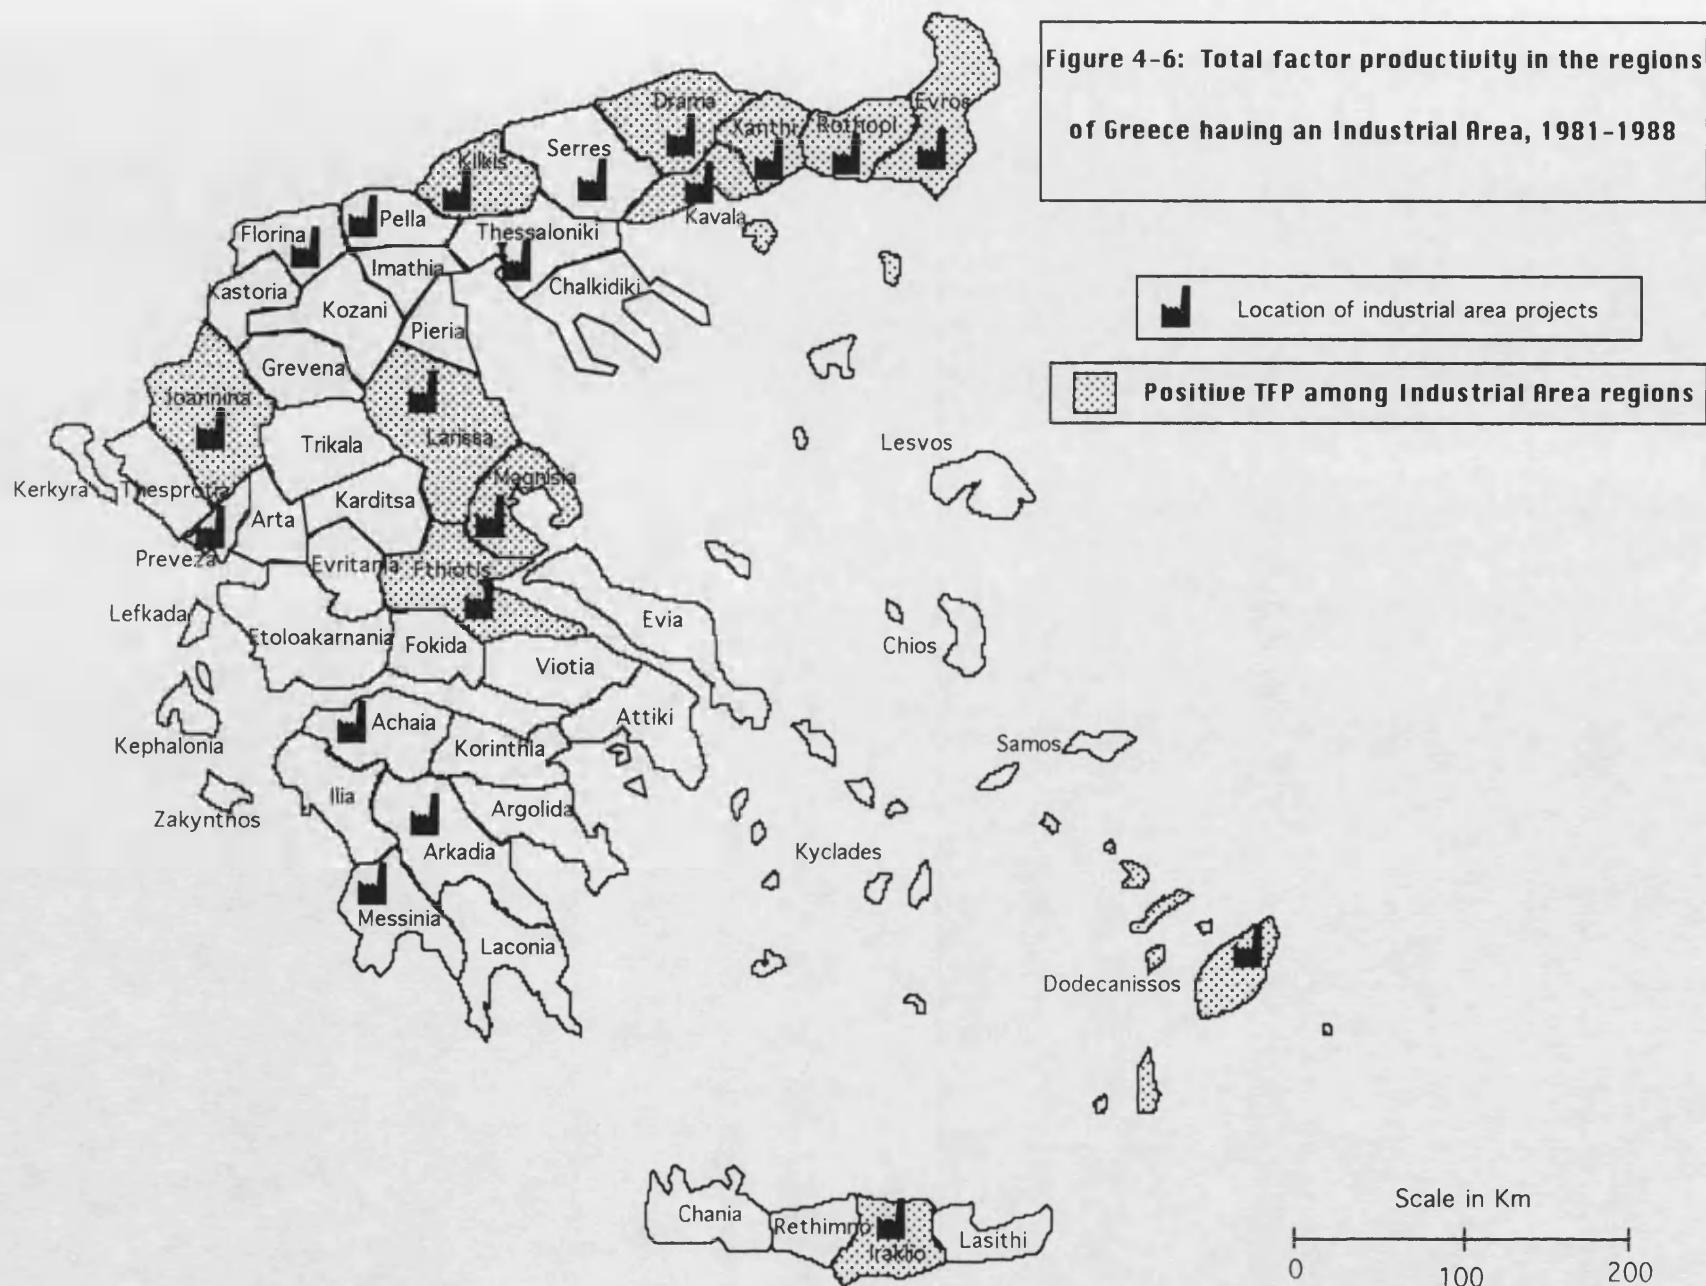 Figure 4-6: Total factor productivity in the regions
of Greece having an Industrial Area, 1981-1988
Location of industrial area projects
Positive TFP among Industrial Area regions
Drama
Xanthi
Rothopi
Evros
Kilkis
Serres
Kavala
Pella
Florina
Thessaloniki
Imathia
Kastoria
Kozani
Chalkidiki
Pieria
Grevena
Joannina
Larissa
Trikala
Lesvos
Magnisia
Kerkyra
Thesprotra
Karditsa
Arta
Preveza
Evritania
Fthiotis
Lefkada
Etoloakarnania
Fokida
Evia
Chios
Viotia
Attiki
Achaia
Korinthia
Kephalonia
Samos
Ilia
Argolida
Zakynthos
Arkadia
Kyclades
Messinia
Laconia
Dodecanissos
Chania
Rethimno
Iraklio
Lasithi
Scale in Km
0 100 200